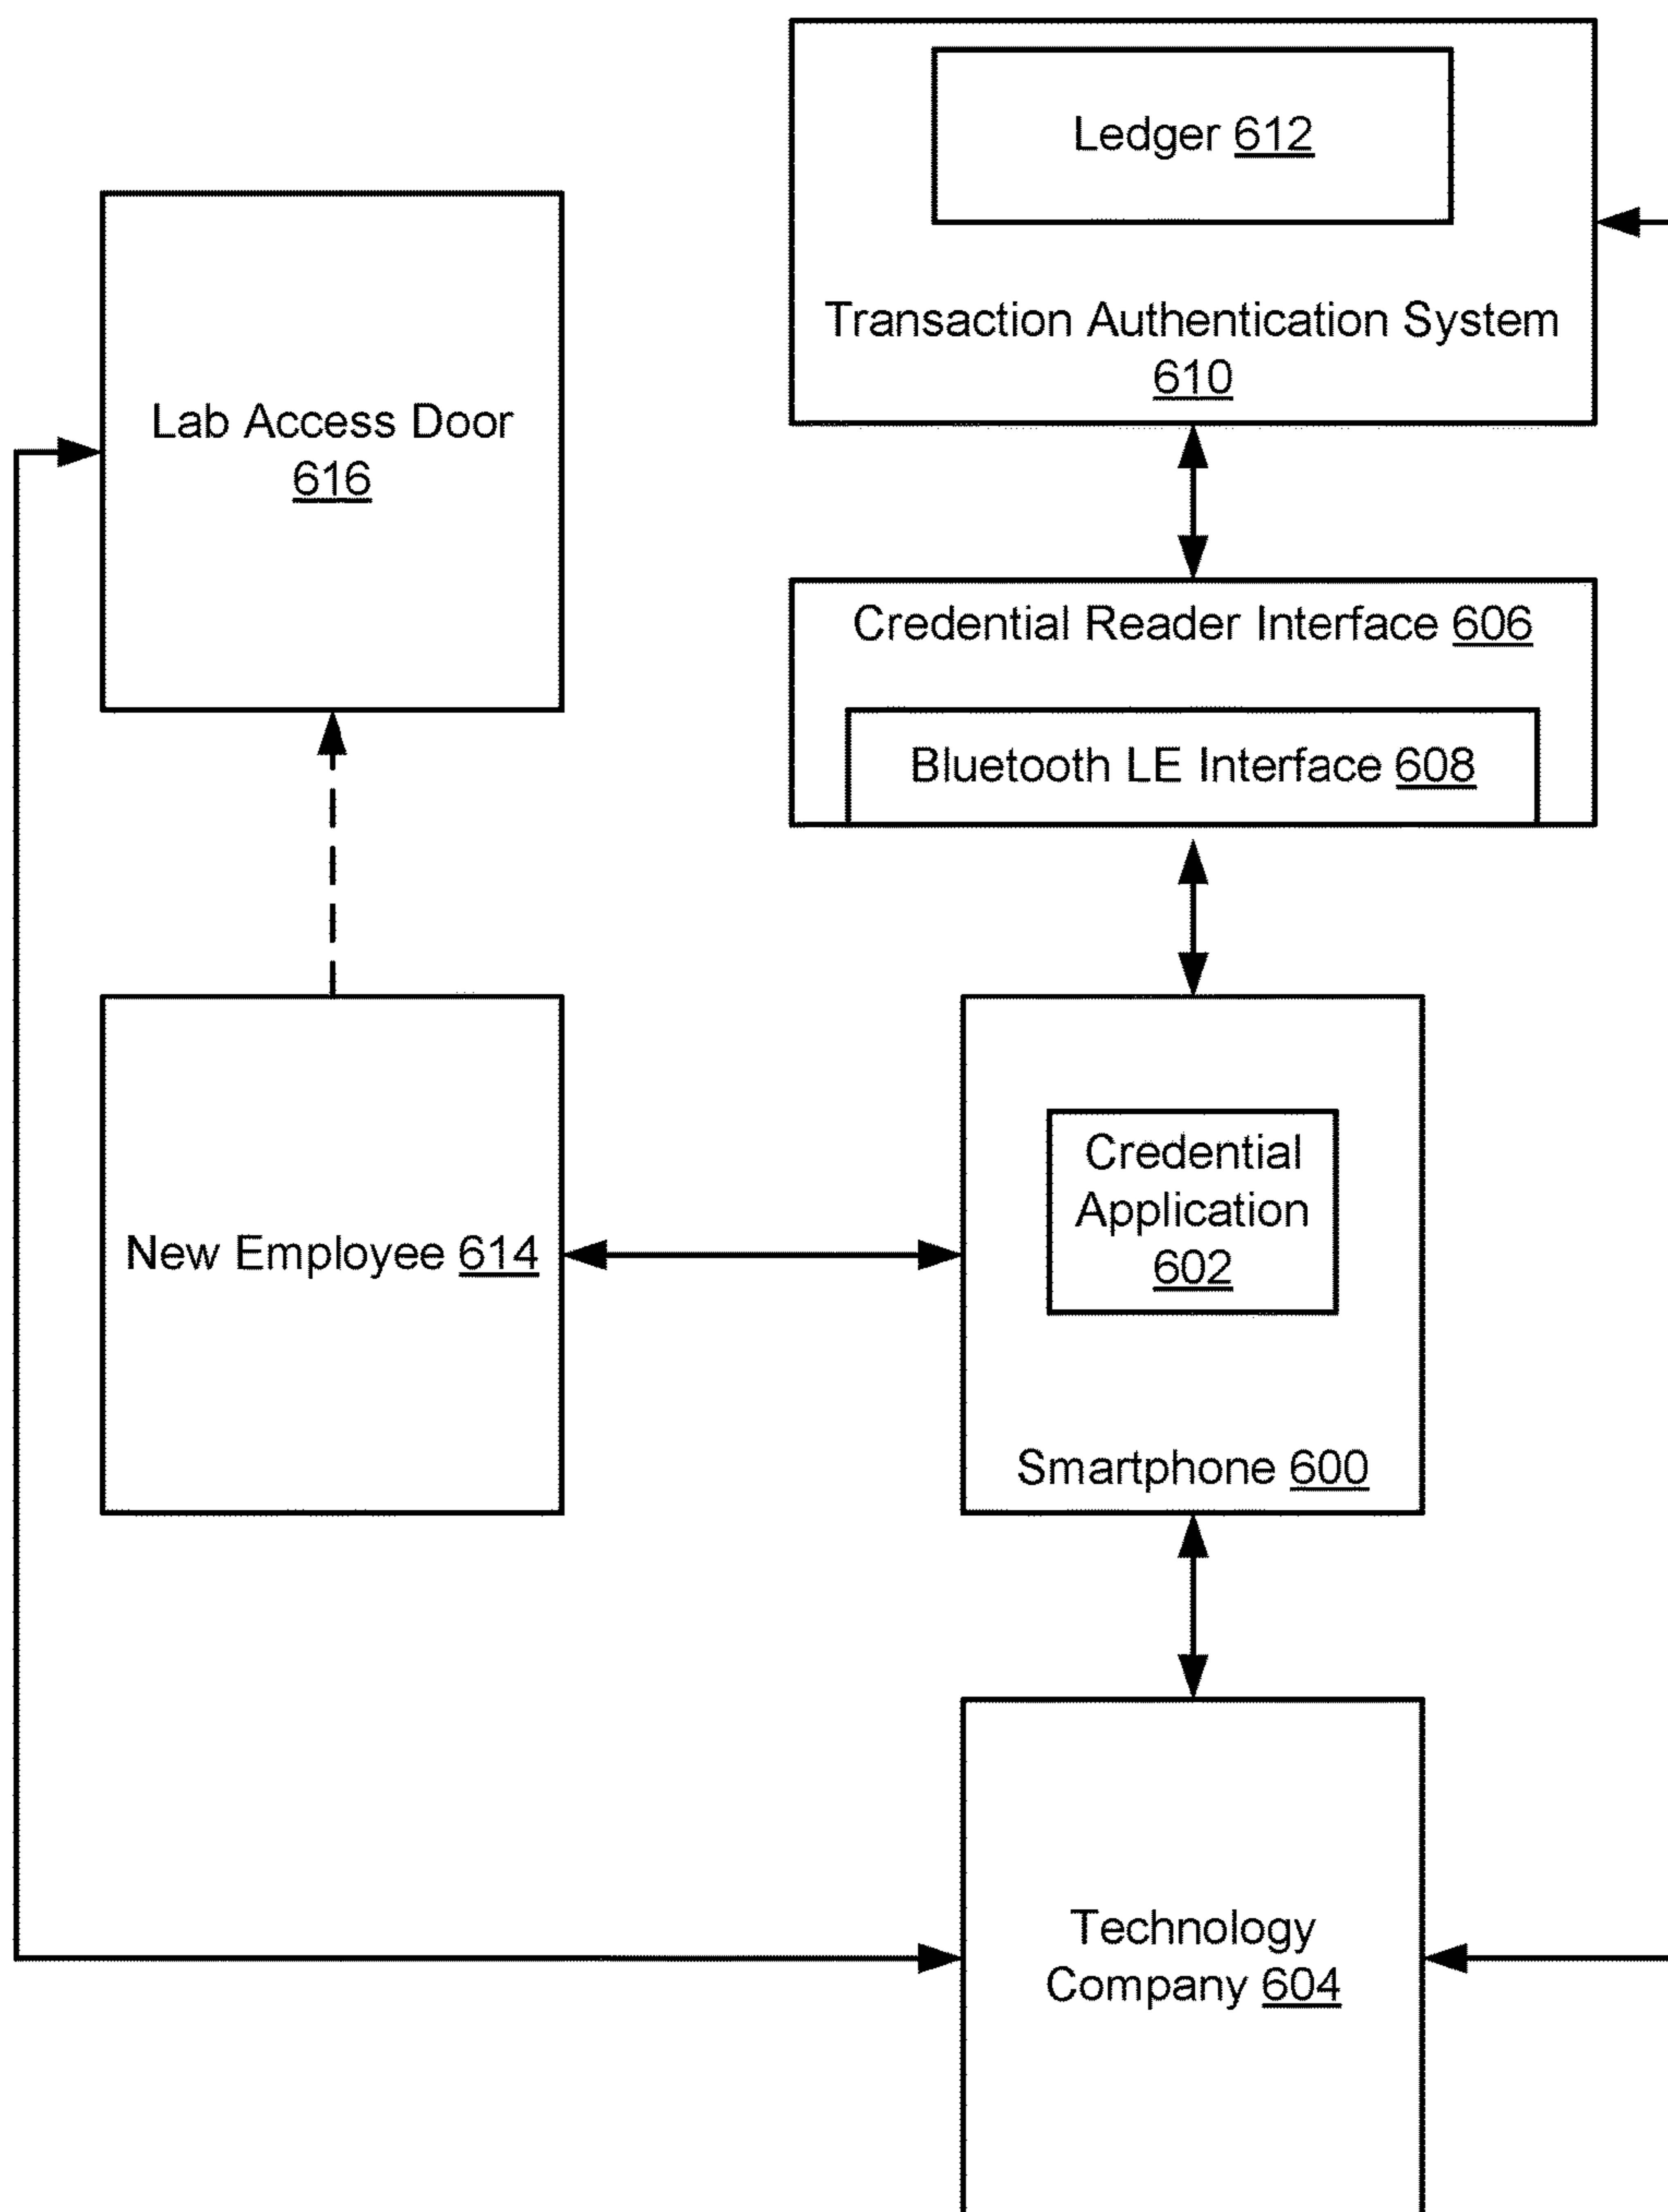 Ledger 612
Transaction Authentication System
610
Lab Access Door
616
Credential Reader Interface 606
Bluetooth LE Interface 608
Credential
Application
602
New Employee 614
Smartphone 600
Technology
Company 604